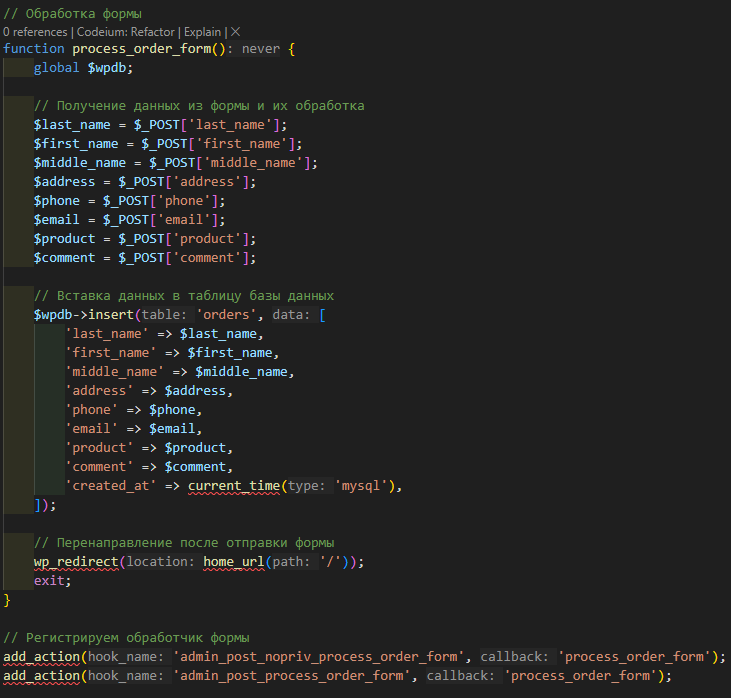 // Обработка формы
0 references | Codeium: Refactor | Explain | ×
function process_order_form(): never {
global $wpdb;
// Получение данных из формы и их обработка
$last_name = $_POST['last_name'];
$first_name = $_POST['first_name'];
$middle_name = $_POST['middle_name'];
$address = $_POST['address'];
$phone = $_POST['phone'];
$email = $_POST['email'];
$product = $_POST['product'];
$comment = $_POST['comment'];
// Вставка данных в таблицу базы данных
$wpdb->insert(table: 'orders', data: [
'last_name' => $last_name,
'first_name' => $first_name,
'middle_name' => $middle_name,
'address' => $address,
'phone' => $phone,
'email' => $email,
'product' => $product,
'comment' => $comment,
'created_at' => current_time(type: 'mysql'),
]);
// Перенаправление после отправки формы
wp_redirect(location: home_url(path: '/'));
exit;
}
// Регистрируем обработчик формы
add_action(hook_name: 'admin_post_nopriv_process_order_form', callback: 'process_order_form');
add_action(hook_name: 'admin_post_process_order_form', callback: 'process_order_form');